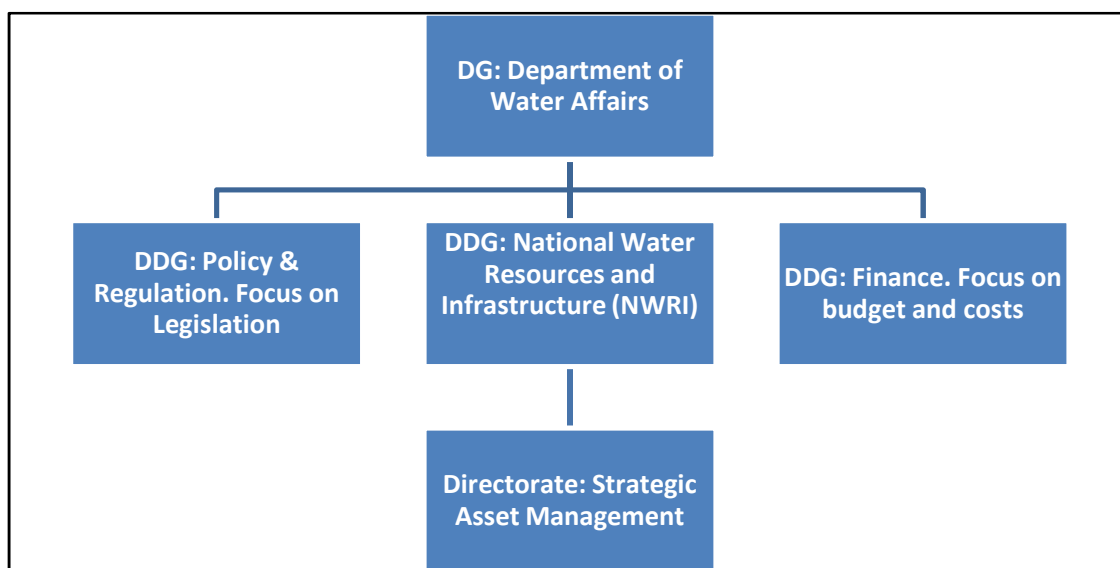 DG: Department of
Water Affairs
DDG: Policy &
Regulation. Focus on
Legislation
DDG: National Water
Resources and
Infrastructure (NWRI)
DDG: Finance. Focus on
budget and costs
Directorate: Strategic
Asset Management